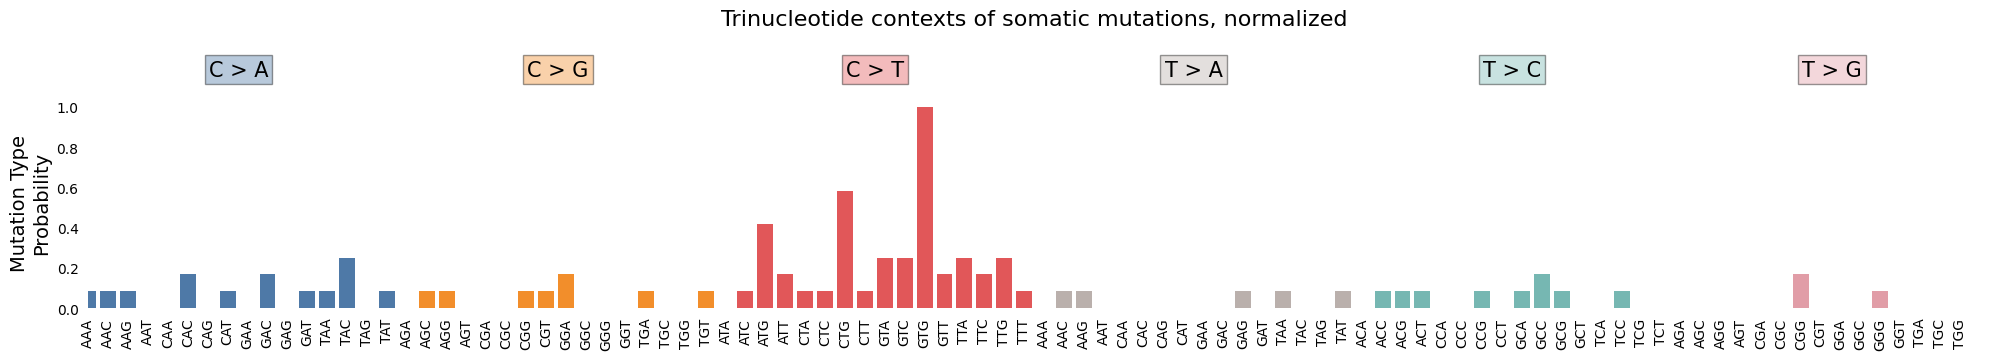 Trinucleotide contexts of somatic mutations, normalized
C > A C > G C > T T > A T > C T > G
Mutation Type
Probability
1.0
0.8
0.6
0.4
0.2
0.0
AAA AAC AAG AAT CAA CAC CAG CAT GAA GAC GAG GAT TAA TAC TAG TAT AGA AGC AGG AGT CGA CGC CGG CGT GGA GGC GGG GGT TGA TGC TGG TGT ATA ATC ATG ATT CTA CTC CTG CTT GTA GTC GTG GTT TTA TTC TTG TTT AAA AAC AAG AAT CAA CAC CAG CAT GAA GAC GAG GAT TAA TAC TAG TAT ACA ACC ACG ACT CCA CCC CCG CCT GCA GCC GCG GCT TCA TCC TCG TCT AGA AGC AGG AGT CGA CGC CGG CGT GGA GGC GGG GGT TGA TGC TGG